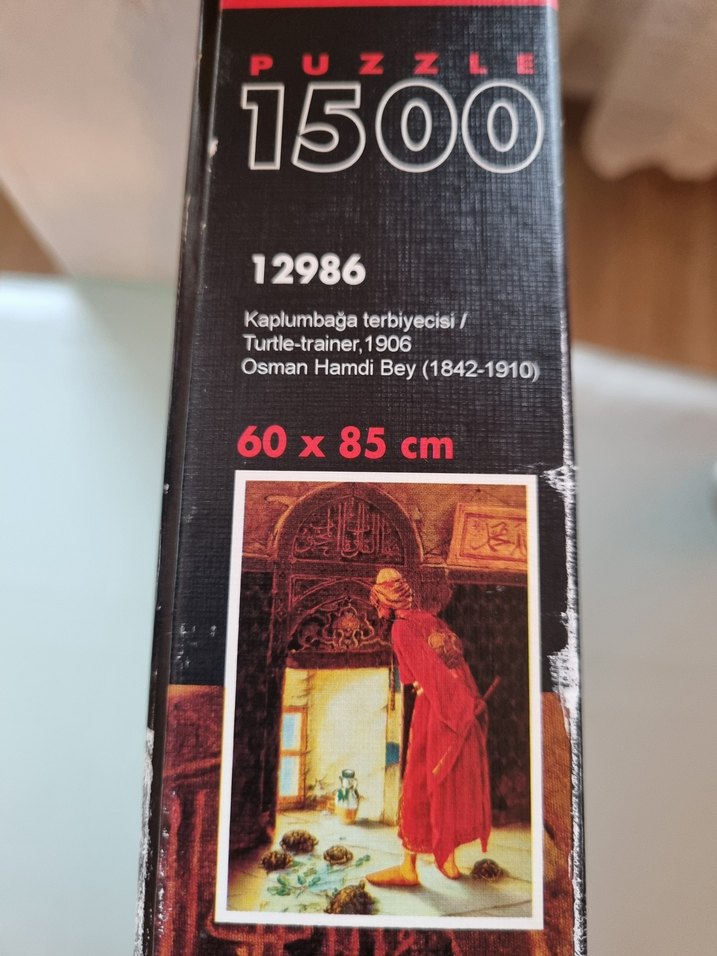 PUZZLE
1500
12986
Kaplumbağa terbiyecisi /
Turtle-trainer,1906
Osman Hamdi Bey (1842-1910)
60 x 85 cm